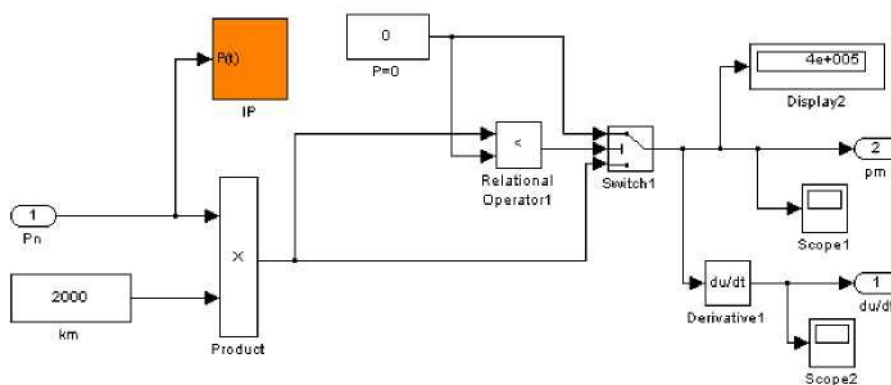 P(t)
IP
0
P=0
4e+005
Display2
<
Relational
Operator1
Switch1
2
pm
Scope1
1
Pn
X
Product
2000
km
du/dt
Derivative1
1
du/dt
Scope2